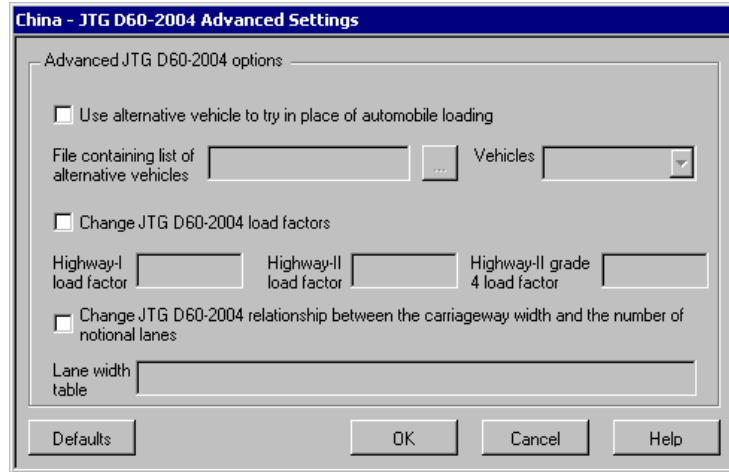 China - JTG D60-2004 Advanced Settings
Advanced JTG D60-2004 options
Use alternative vehicle to try in place of automobile loading
File containing list of
alternative vehicles
...
Vehicles
Change JTG D60-2004 load factors
Highway-I
load factor
Highway-II
load factor
Highway-II grade
4 load factor
Change JTG D60-2004 relationship between the carriageway width and the number of
notional lanes
Lane width
table
Defaults
OK
Cancel
Help